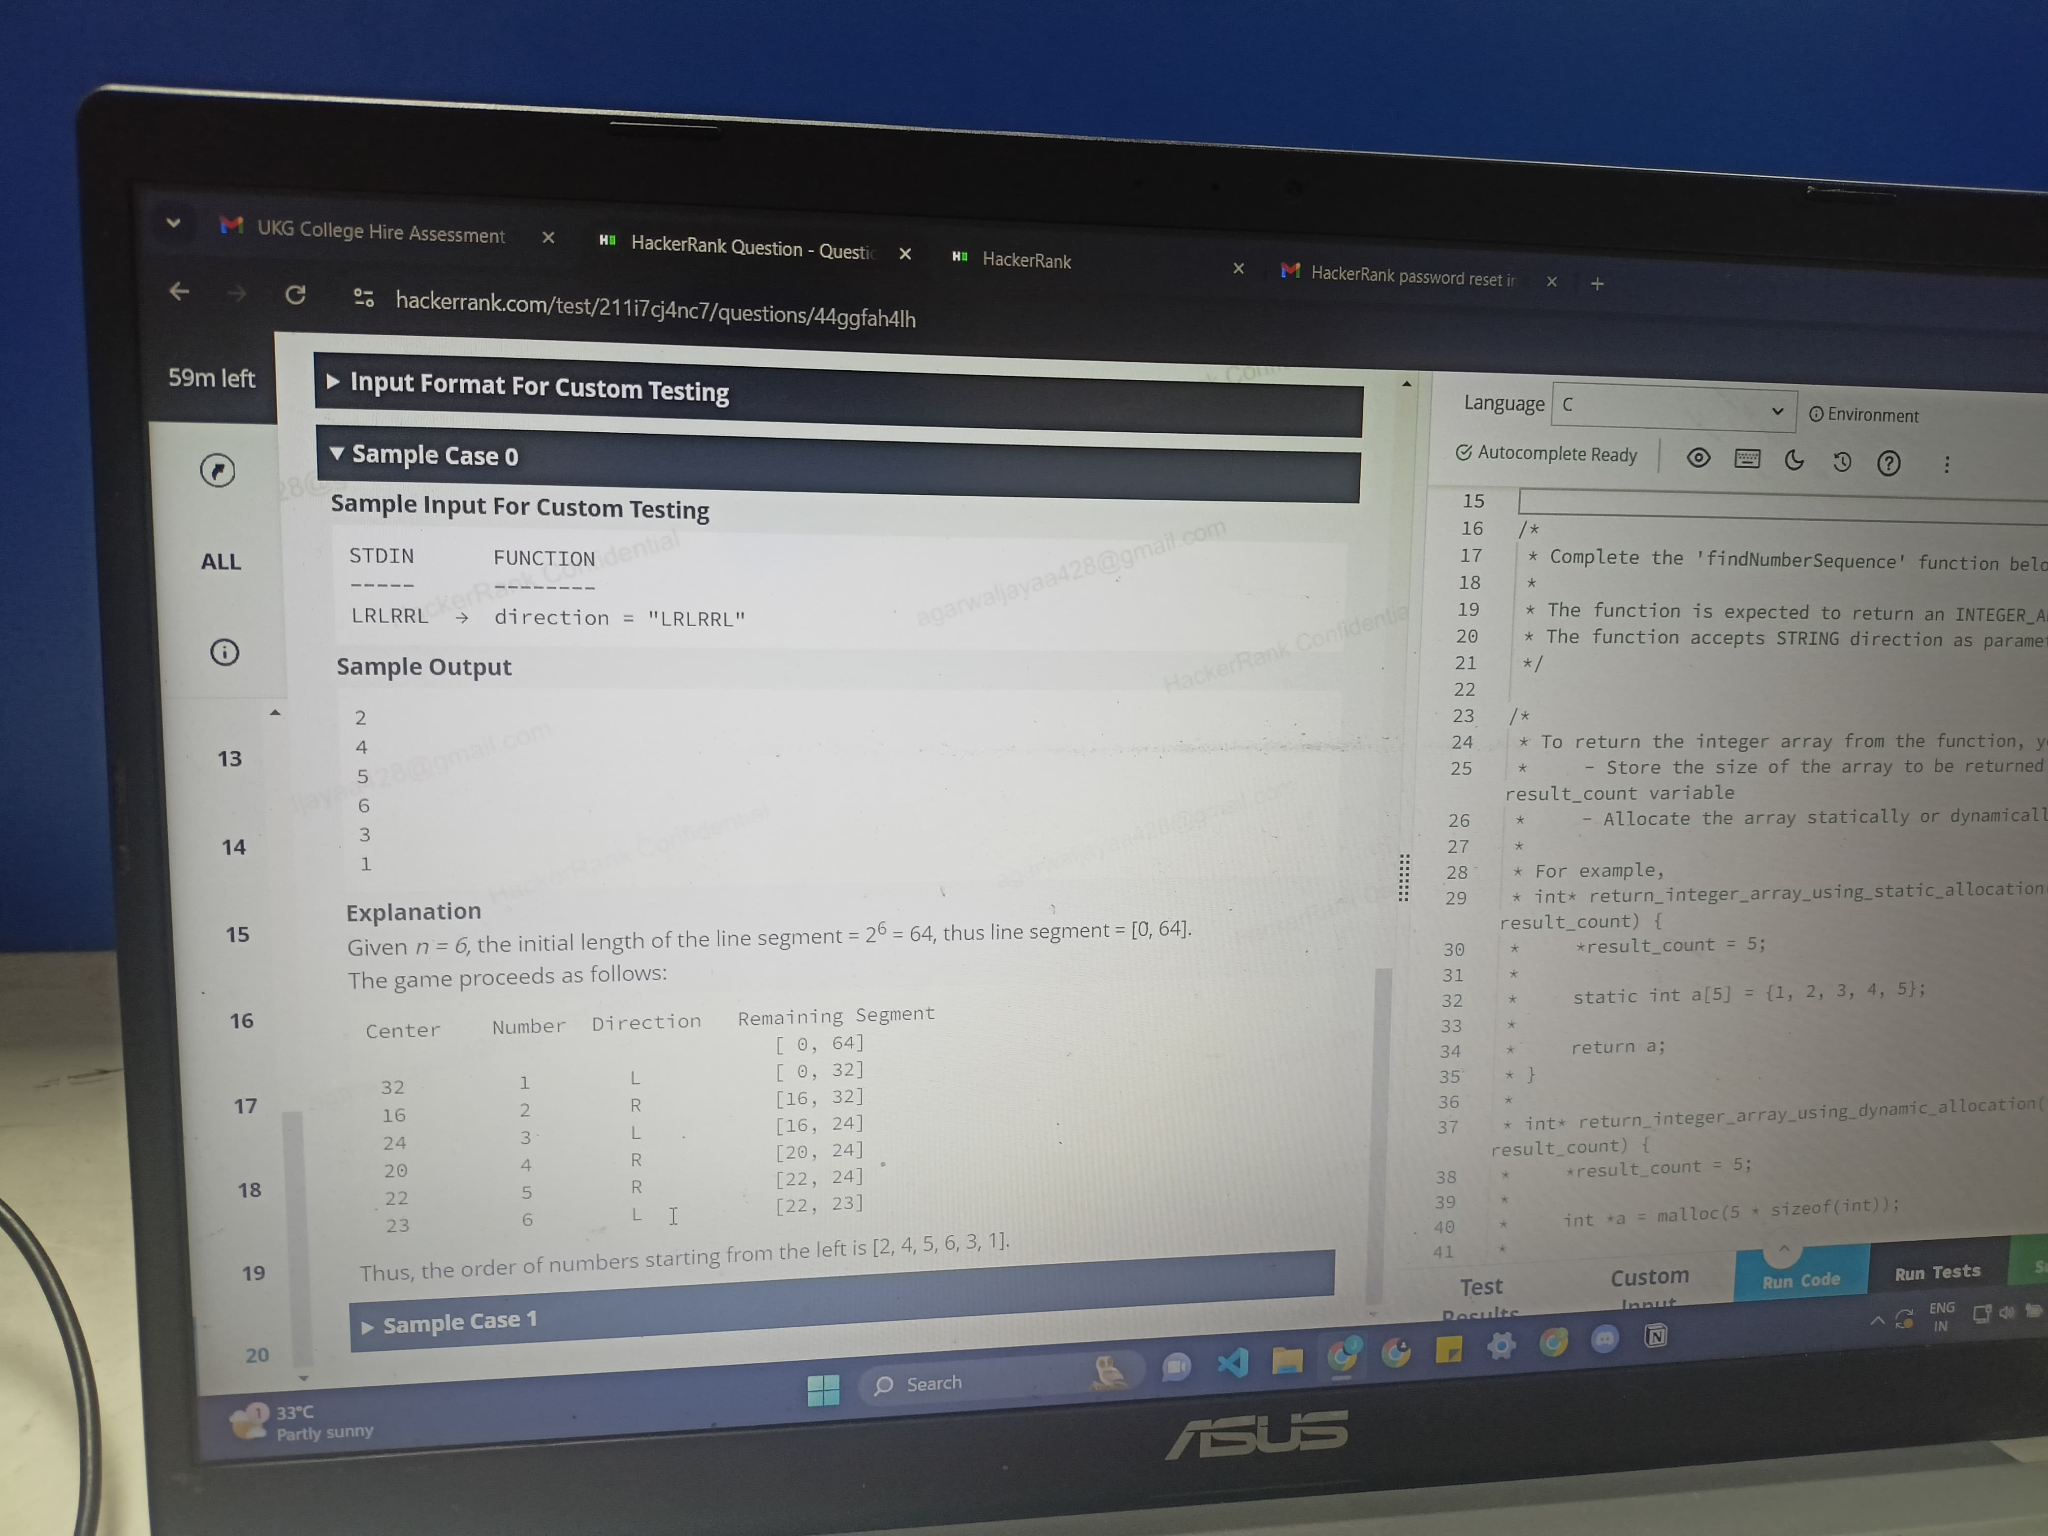 UKG College Hire Assessment
HackerRank Question - Questi
HackerRank
HackerRank password reset in
hackerrank.com/test/211i7cj4nc7/questions/44ggfah4lh
59m left
ALL
13
14
15
16
17
18
19
20
▶ Input Format For Custom Testing
▼ Sample Case 0
Sample Input For Custom Testing
STDIN FUNCTION
----- --------
LRLRRL → direction = "LRLRRL"
Sample Output
2
4
5
6
3
1
Explanation
Given n = 6, the initial length of the line segment = 2⁶ = 64, thus line segment = [0, 64].
The game proceeds as follows:
Center Number Direction Remaining Segment
[ 0, 64]
32 1 L [ 0, 32]
16 2 R [16, 32]
24 3 L [16, 24]
20 4 R [20, 24]
22 5 R [22, 24]
23 6 L [22, 23]
Thus, the order of numbers starting from the left is [2, 4, 5, 6, 3, 1].
▶ Sample Case 1
HackerRank Confidential
agarwaljayaa428@gmail.com
HackerRank Confidential
Language C Environment
Autocomplete Ready
15
16 /*
17 * Complete the 'findNumberSequence' function belo
18 *
19 * The function is expected to return an INTEGER_A
20 * The function accepts STRING direction as parame
21 */
22
23 /*
24 * To return the integer array from the function, y
25 * - Store the size of the array to be returned
result_count variable
26 * - Allocate the array statically or dynamicall
27 *
28 * For example,
29 * int* return_integer_array_using_static_allocation
result_count) {
30 * *result_count = 5;
31 *
32 * static int a[5] = {1, 2, 3, 4, 5};
33 *
34 * return a;
35 * }
36 *
37 * int* return_integer_array_using_dynamic_allocation(
result_count) {
38 * *result_count = 5;
39 *
40 * int *a = malloc(5 * sizeof(int));
41 *
Test
Results
Custom
Input
Run Code
Run Tests
33°C
Partly sunny
Search
ENG
IN
ASUS